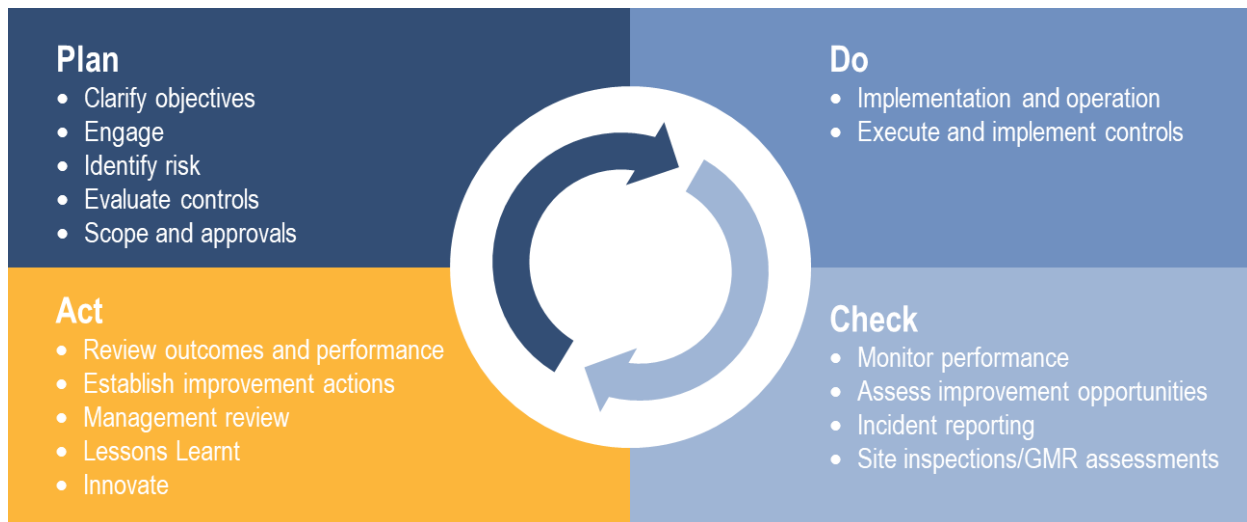 Plan
• Clarify objectives
• Engage
• Identify risk
• Evaluate controls
• Scope and approvals
Do
• Implementation and operation
• Execute and implement controls
Act
• Review outcomes and performance
• Establish improvement actions
• Management review
• Lessons Learnt
• Innovate
Check
• Monitor performance
• Assess improvement opportunities
• Incident reporting
• Site inspections/GMR assessments